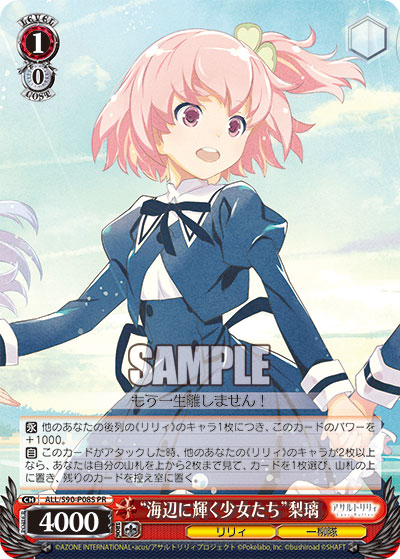 LEVEL
1
0
COST
SAMPLE
もう一生離しません!
永 他のあなたの後列の《リリィ》のキャラ1枚につき、このカードのパワーを
+1000。
自 このカードがアタックした時、他のあなたの《リリィ》のキャラが2枚以上
なら、あなたは自分の山札を上から2枚まで見て、カードを1枚選び、山札の上
に置き、残りのカードを控え室に置く。
CH
ALL/S90-P08S PR
4000
“海辺に輝く少女たち”梨璃
アサルトリリィ
リリィ
一柳隊
©AZONE INTERNATIONAL・acus/アサルトリリィプロジェクト ©Pokelabo, Inc. ©bushiroad ©SHAFT